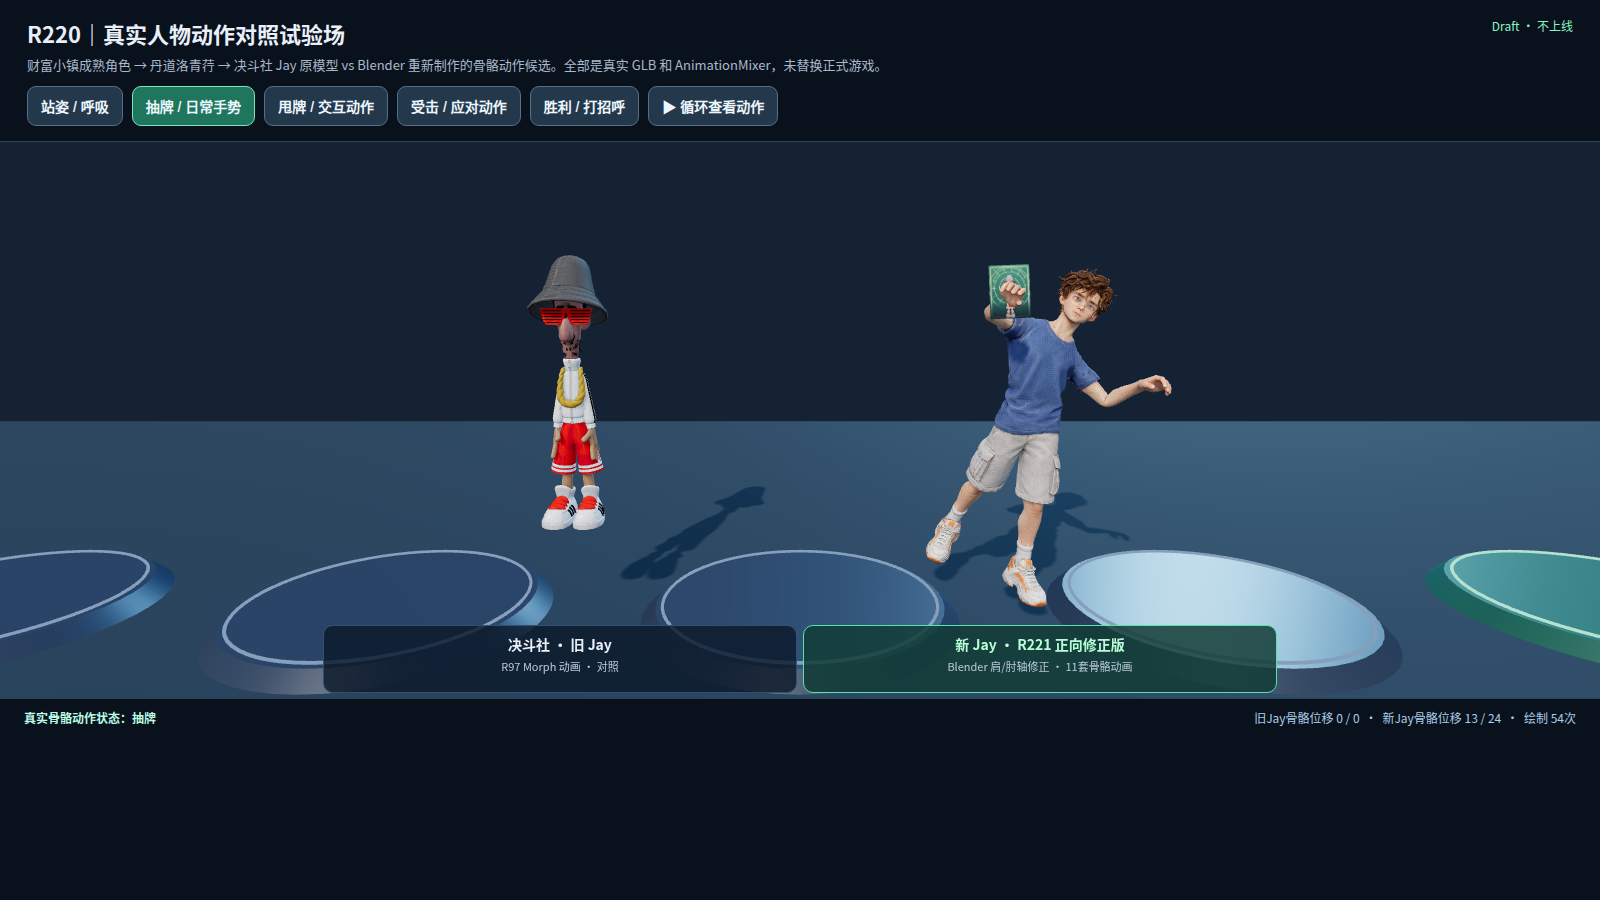 R220｜真实人物动作对照试验场
Draft · 不上线
财富小镇成熟角色 → 丹道洛青荇 → 决斗社 Jay 原模型 vs Blender 重新制作的骨骼动作候选。全部是真实 GLB 和 AnimationMixer，未替换正式游戏。
站姿 / 呼吸
抽牌 / 日常手势
甩牌 / 交互动作
受击 / 应对动作
胜利 / 打招呼
▶ 循环查看动作
决斗社 · 旧 Jay
R97 Morph 动画 · 对照
新 Jay · R221 正向修正版
Blender 肩/肘轴修正 · 11套骨骼动画
真实骨骼动作状态：抽牌
旧Jay骨骼位移 0 / 0 · 新Jay骨骼位移 13 / 24 · 绘制 54次